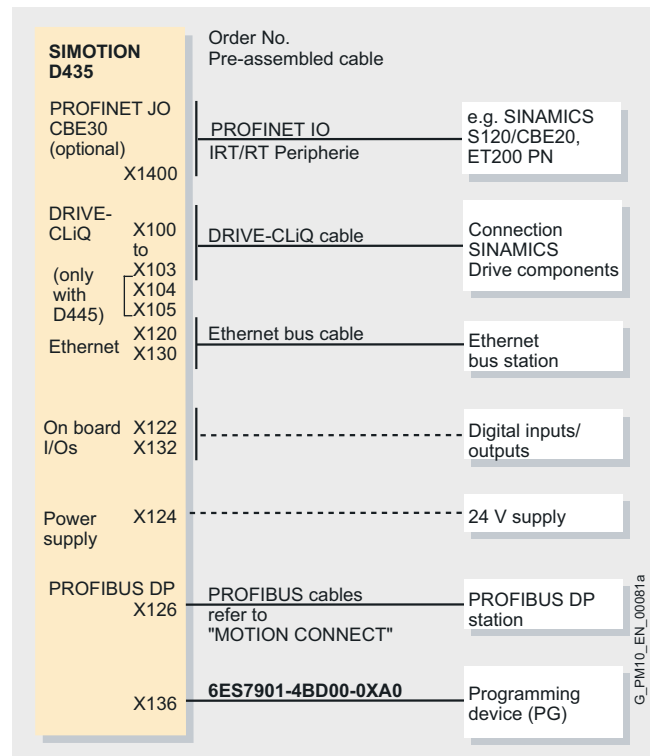 SIMOTION
D435
Order No.
Pre-assembled cable
PROFINET JO
CBE30
(optional)
X1400
PROFINET IO
IRT/RT Peripherie
e.g. SINAMICS
S120/CBE20,
ET200 PN
DRIVE-
CLiQ
X100
to
X103
X104
X105
(only
with
D445)
DRIVE-CLiQ cable
Connection
SINAMICS
Drive components
Ethernet
X120
X130
Ethernet bus cable
Ethernet
bus station
On board
I/Os
X122
X132
Digital inputs/
outputs
Power
supply
X124
24 V supply
PROFIBUS DP
X126
PROFIBUS cables
refer to
"MOTION CONNECT"
PROFIBUS DP
station
X136
6ES7901-4BD00-0XA0
Programming
device (PG)
G_PM10_EN_00081a